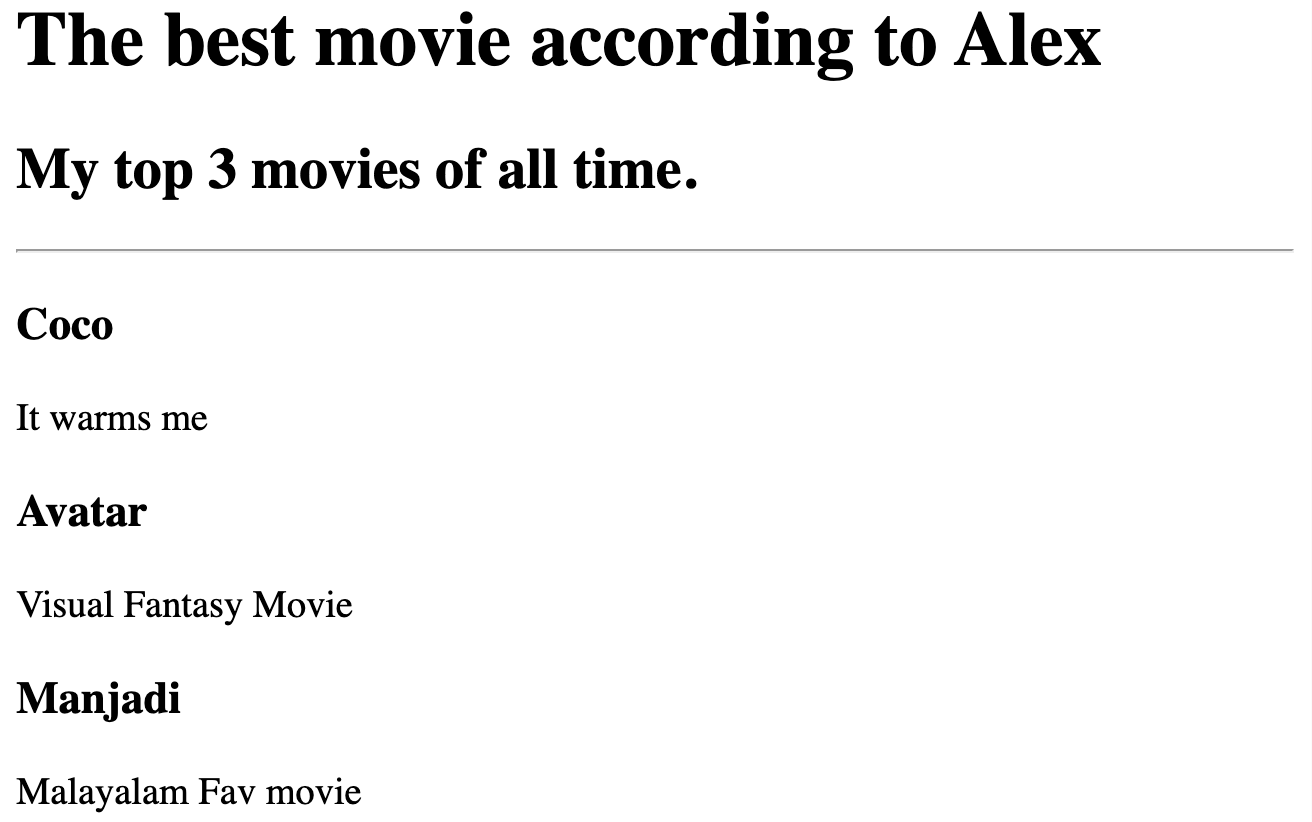 The best movie according to Alex
My top 3 movies of all time.
Coco
It warms me
Avatar
Visual Fantasy Movie
Manjadi
Malayalam Fav movie